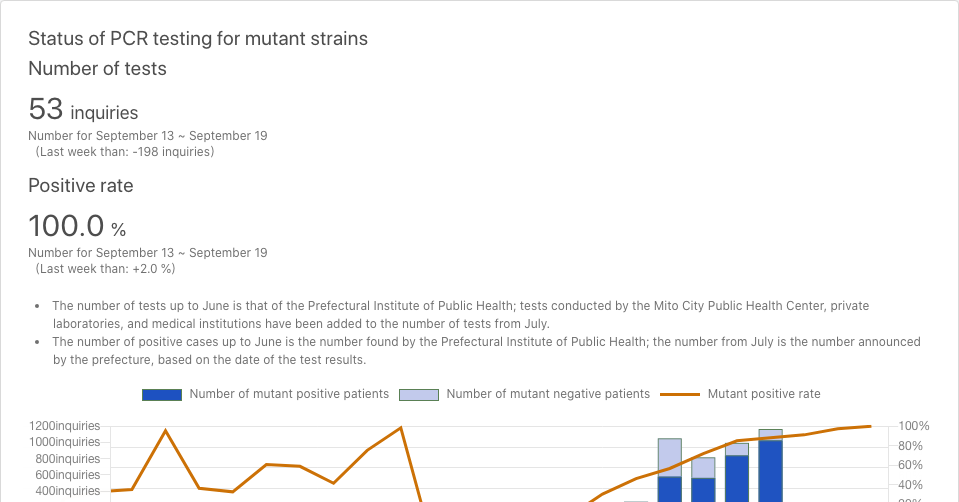 Status of PCR testing for mutant strains
Number of tests
53 inquiries
Number for September 13 ~ September 19
(Last week than: -198 inquiries)
Positive rate
100.0 %
Number for September 13 ~ September 19
(Last week than: +2.0 %)
• The number of tests up to June is that of the Prefectural Institute of Public Health; tests conducted by the Mito City Public Health Center, private
laboratories, and medical institutions have been added to the number of tests from July.
• The number of positive cases up to June is the number found by the Prefectural Institute of Public Health; the number from July is the number announced
by the prefecture, based on the date of the test results.
Number of mutant positive patients Number of mutant negative patients Mutant positive rate
1200inquiries 100%
1000inquiries 80%
800inquiries
600inquiries 60%
400inquiries 40%